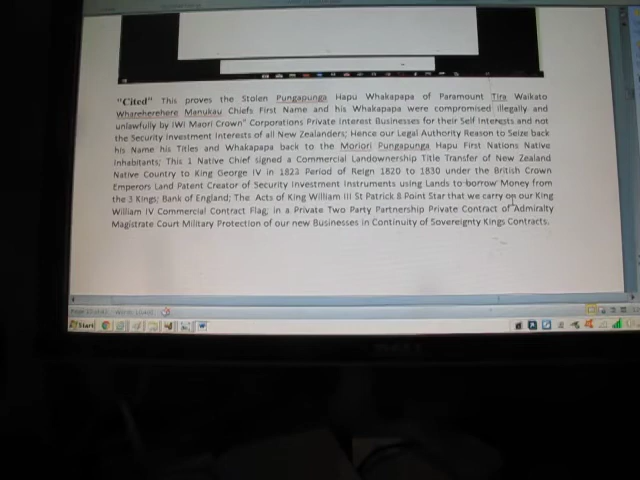 "Cited" This proves the Stolen Pungapunga Hapu Whakapapa of Paramount Tira Waikato
Whareherehere Manukau Chiefs First Name and his Whakapapa were compromised illegally and
unlawfully by IWI Maori Crown" Corporations Private Interest Businesses for their Self Interests and not
the Security Investment Interests of all New Zealanders; Hence our Legal Authority Reason to Seize back
his Name his Titles and Whakapapa back to the Moriori Pungapunga Hapu First Nations Native
Inhabitants; This 1 Native Chief signed a Commercial Landownership Title Transfer of New Zealand
Native Country to King George IV in 1823 Period of Reign 1820 to 1830 under the British Crown
Emperors Land Patent Creator of Security Investment Instruments using Lands to borrow Money from
the 3 Kings; Bank of England; The Acts of King William III St Patrick 8 Point Star that we carry on our King
William IV Commercial Contract Flag, in a Private Two Party Partnership Private Contract of Admiralty
Magistrate Court Military Protection of our new Businesses in Continuity of Sovereignty Kings Contracts.
Start